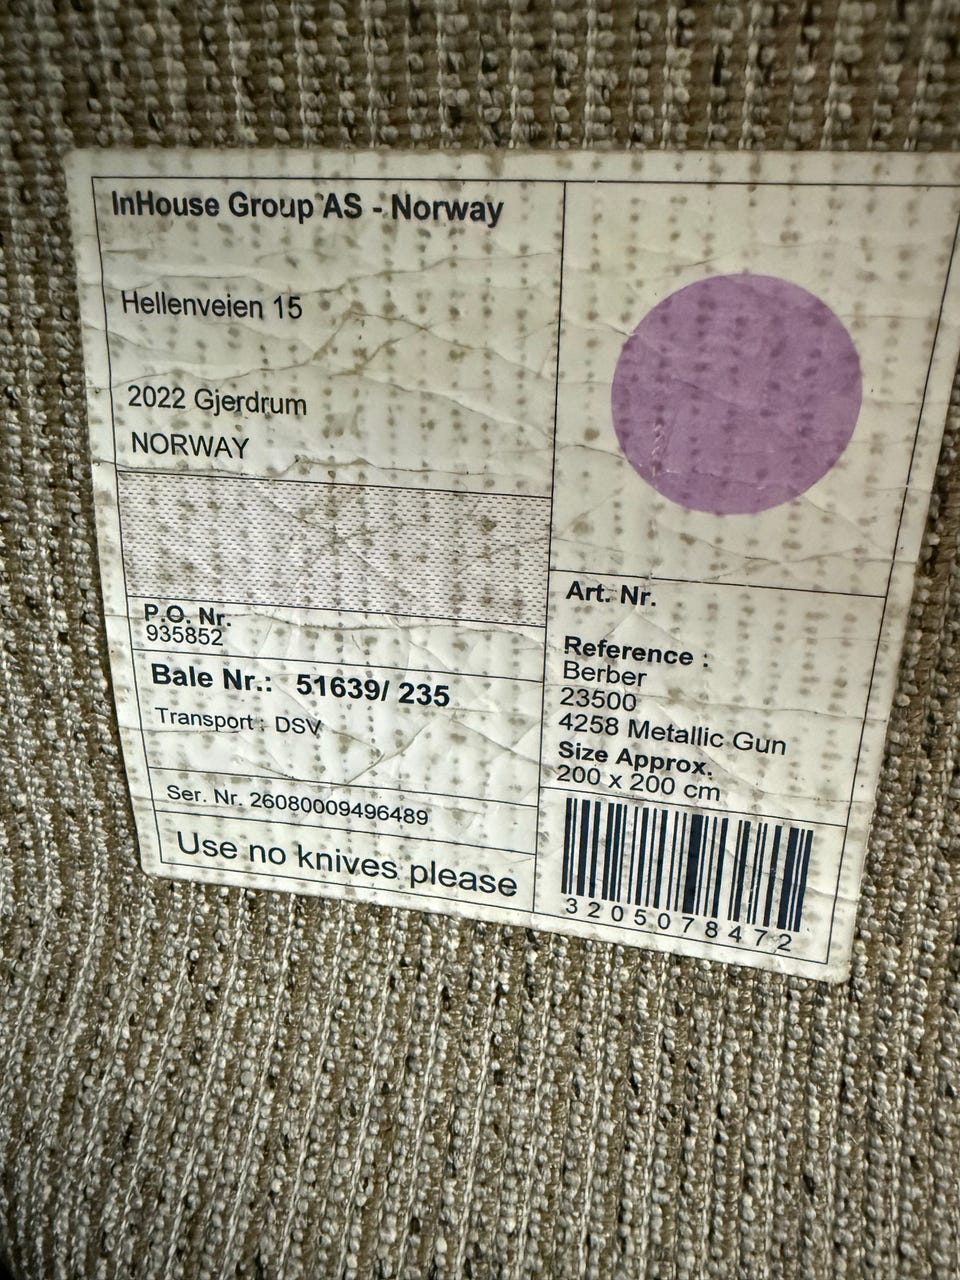 InHouse Group AS - Norway
Hellenveien 15
2022 Gjerdrum
NORWAY
P.O. Nr.
935852
Bale Nr.: 51639/ 235
Transport : DSV
Ser. Nr. 26080009496489
Use no knives please
Art. Nr.
Reference :
Berber
23500
4258 Metallic Gun
Size Approx.
200 x 200 cm
3205078472